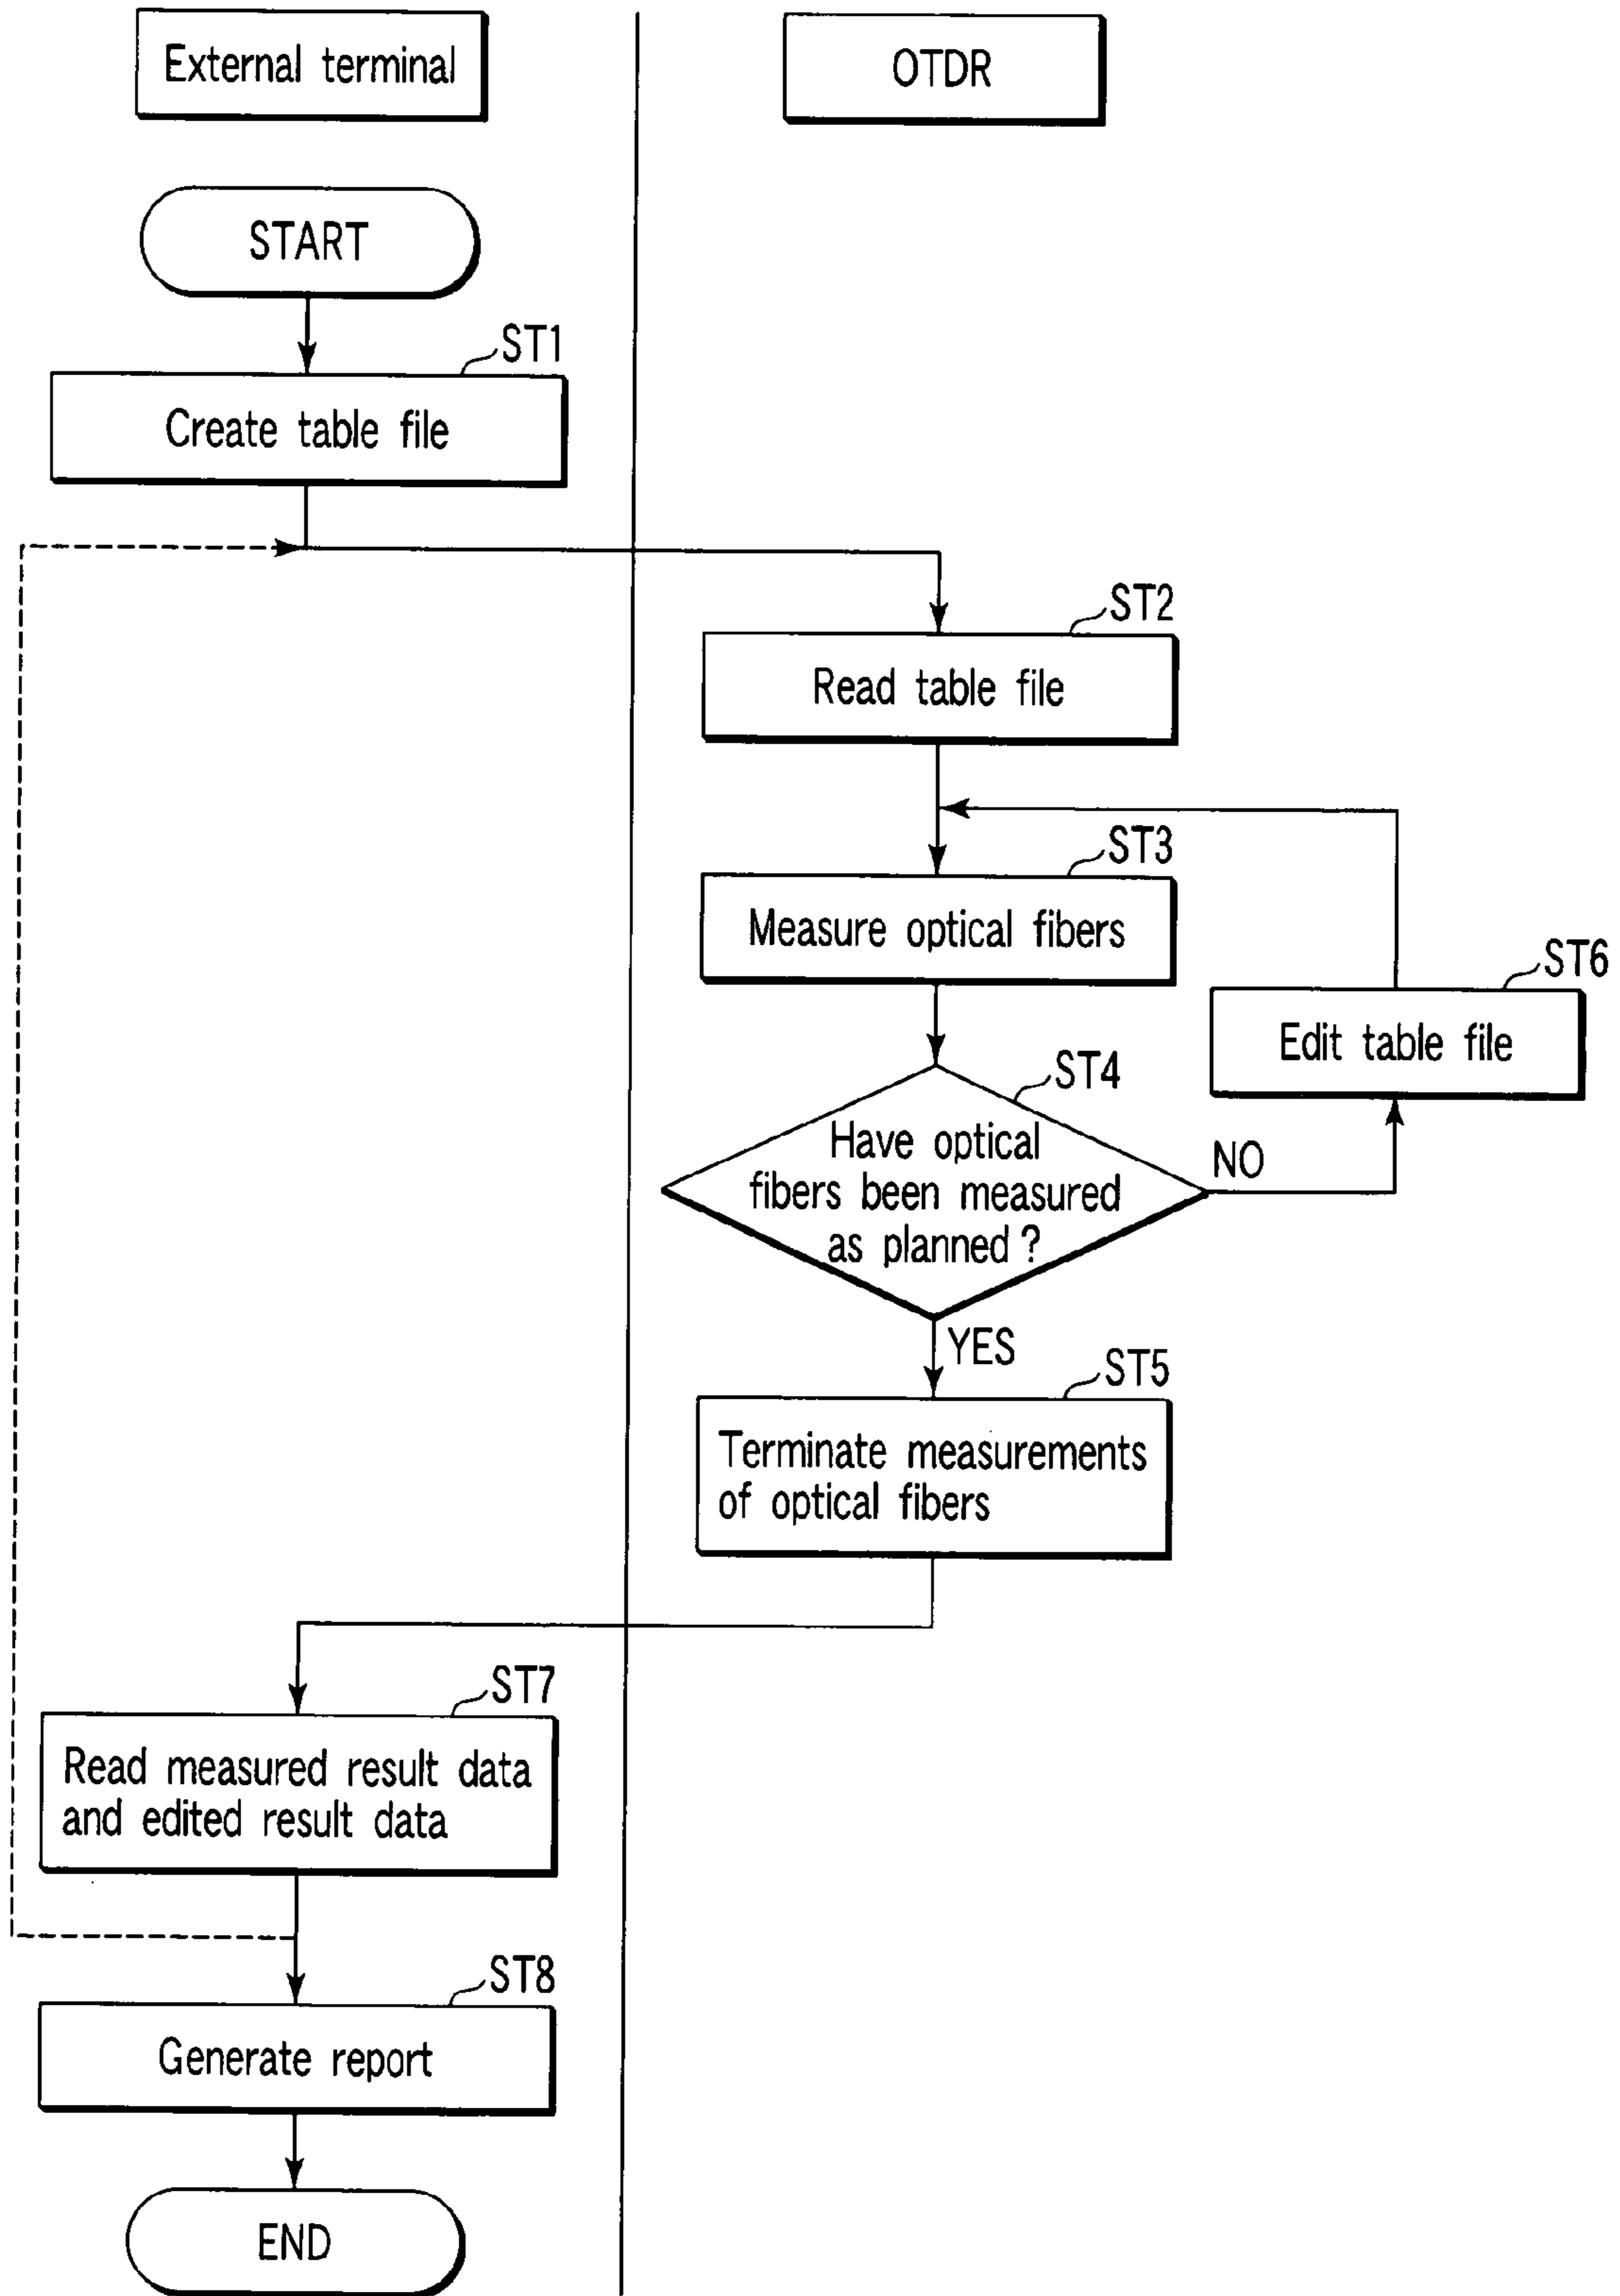 External terminal
OTDR
START
ST1
Create table file
ST2
Read table file
ST3
Measure optical fibers
ST6
Edit table file
ST4
Have optical
fibers been measured
as planned?
NO
YES
ST5
Terminate measurements
of optical fibers
ST7
Read measured result data
and edited result data
ST8
Generate report
END